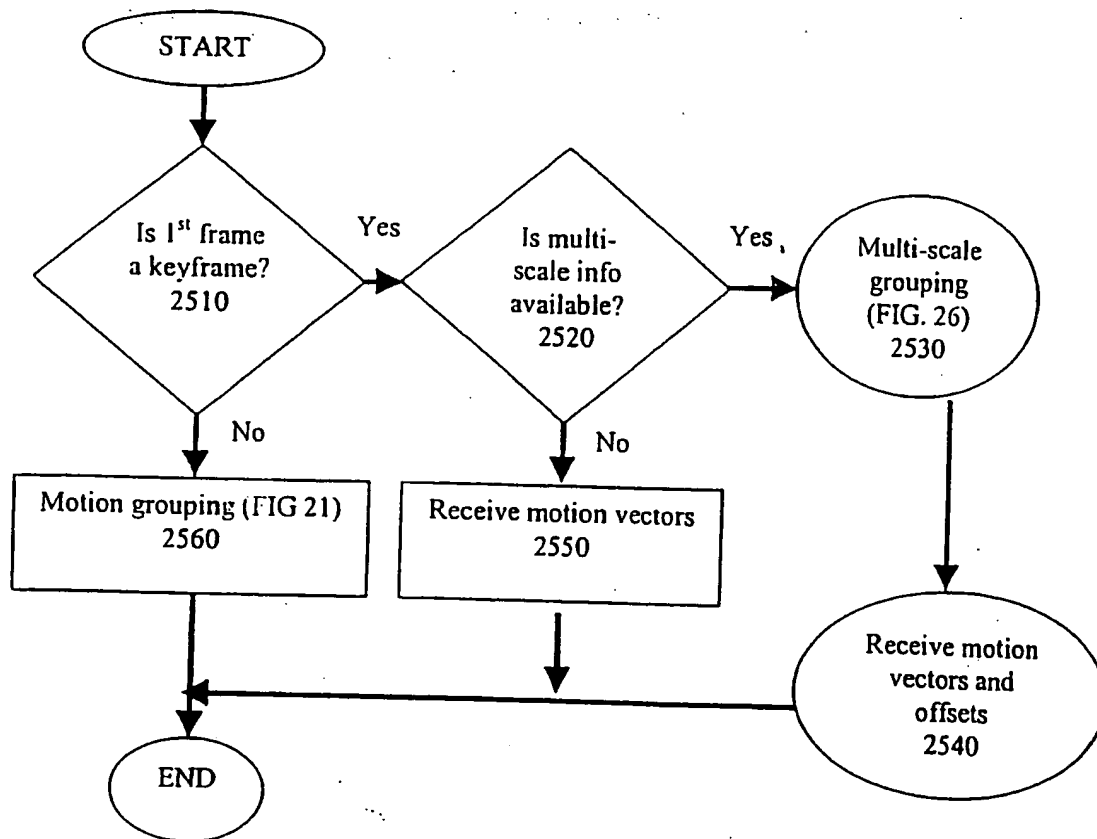 START
Is 1st frame
a keyframe?
2510
Yes
Is multi-
scale info
available?
2520
Yes
Multi-scale
grouping
(FIG. 26)
2530
No
No
Motion grouping (FIG 21)
2560
Receive motion vectors
2550
Receive motion
vectors and
offsets
2540
END